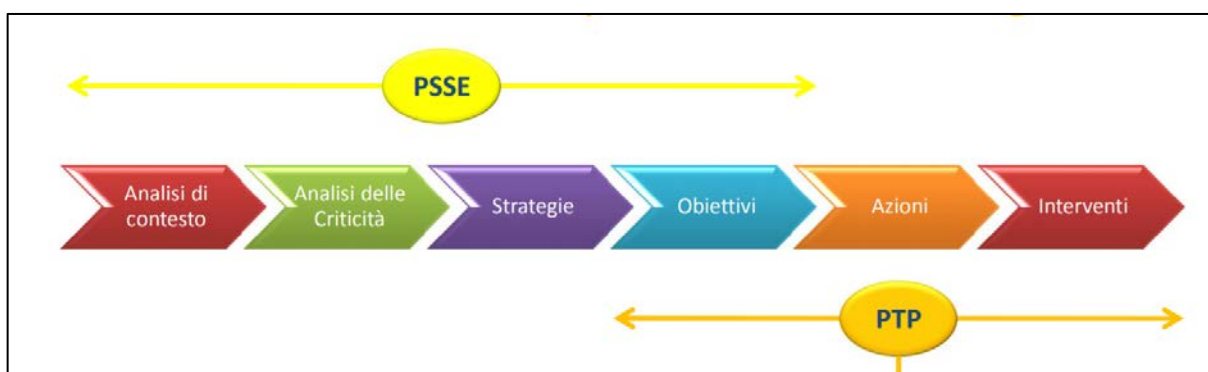 PSSE
Analisi di
contesto
Analisi delle
Criticità
Strategie
Obiettivi
Azioni
Interventi
PTP